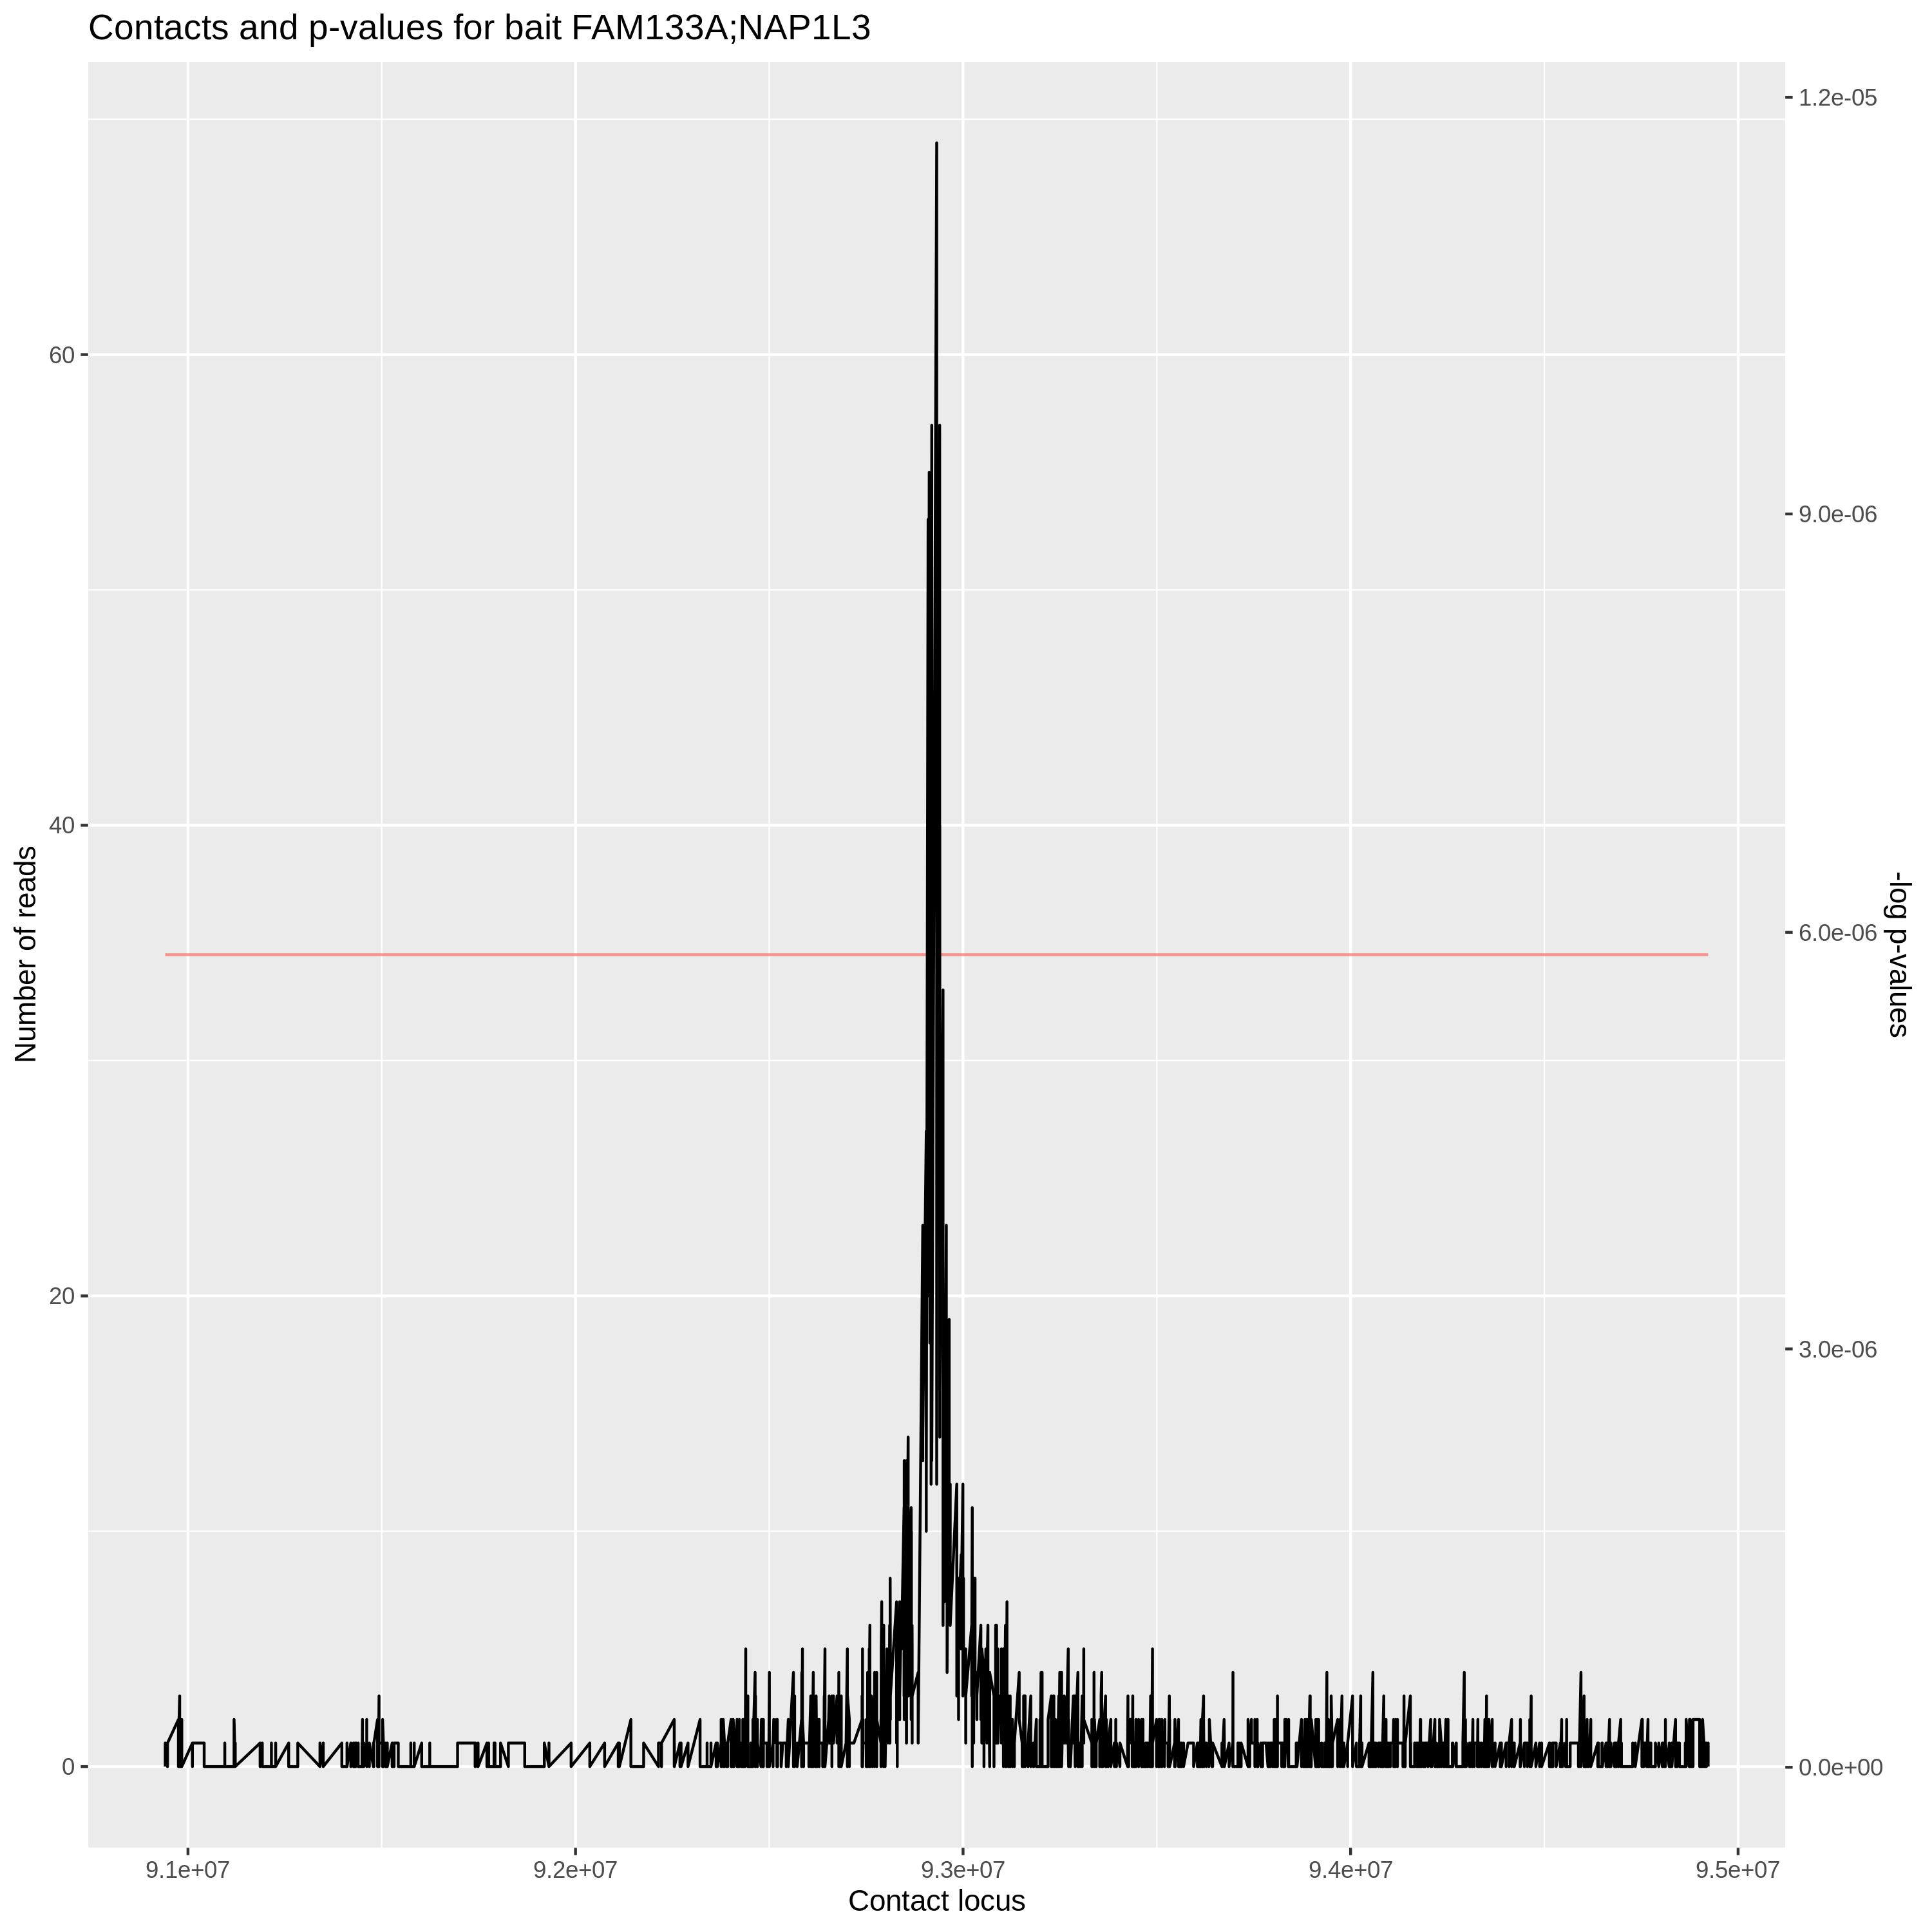 Contacts and p-values for bait FAM133A;NAP1L3
1.2e-05
60
9.0e-06
40
Number of reads
-log p-values
6.0e-06
20
3.0e-06
0
0.0e+00
9.1e+07
9.2e+07
9.3e+07
9.4e+07
9.5e+07
Contact locus